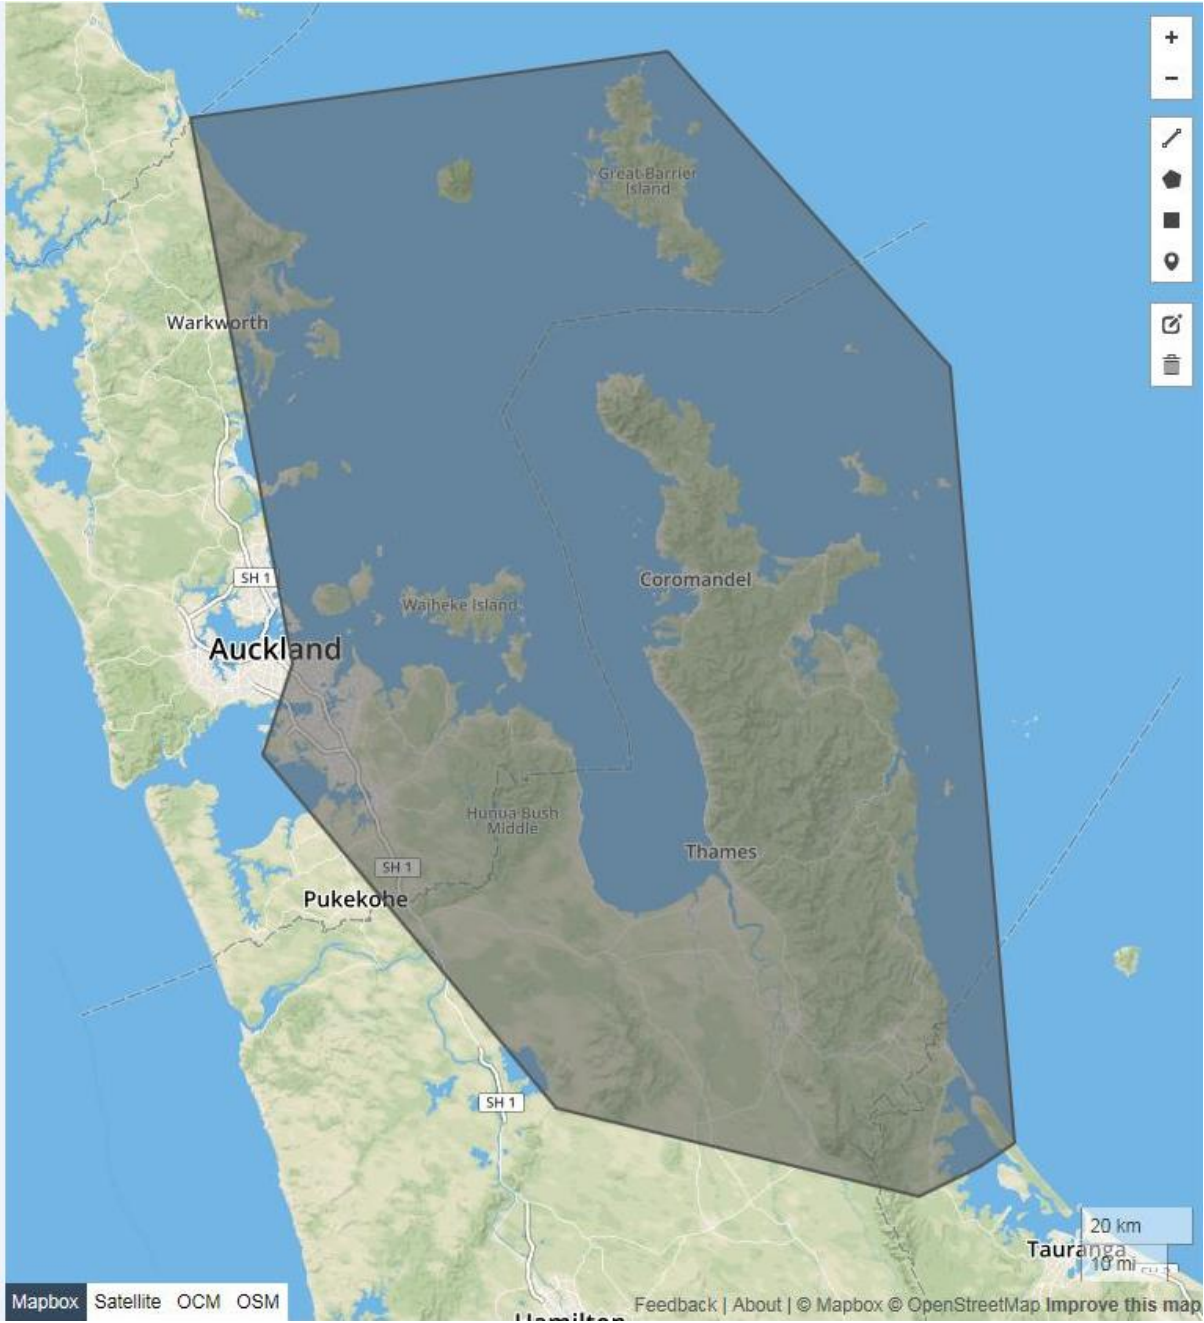 +
−
Great Barrier
Island
Warkworth
Coromandel
SH 1
Waiheke Island
Auckland
Hunua Bush
Middle
Thames
SH 1
Pukekohe
SH 1
20 km
Tauranga
10 mi
Mapbox Satellite OCM OSM
Feedback | About | © Mapbox © OpenStreetMap Improve this map
Hamilton